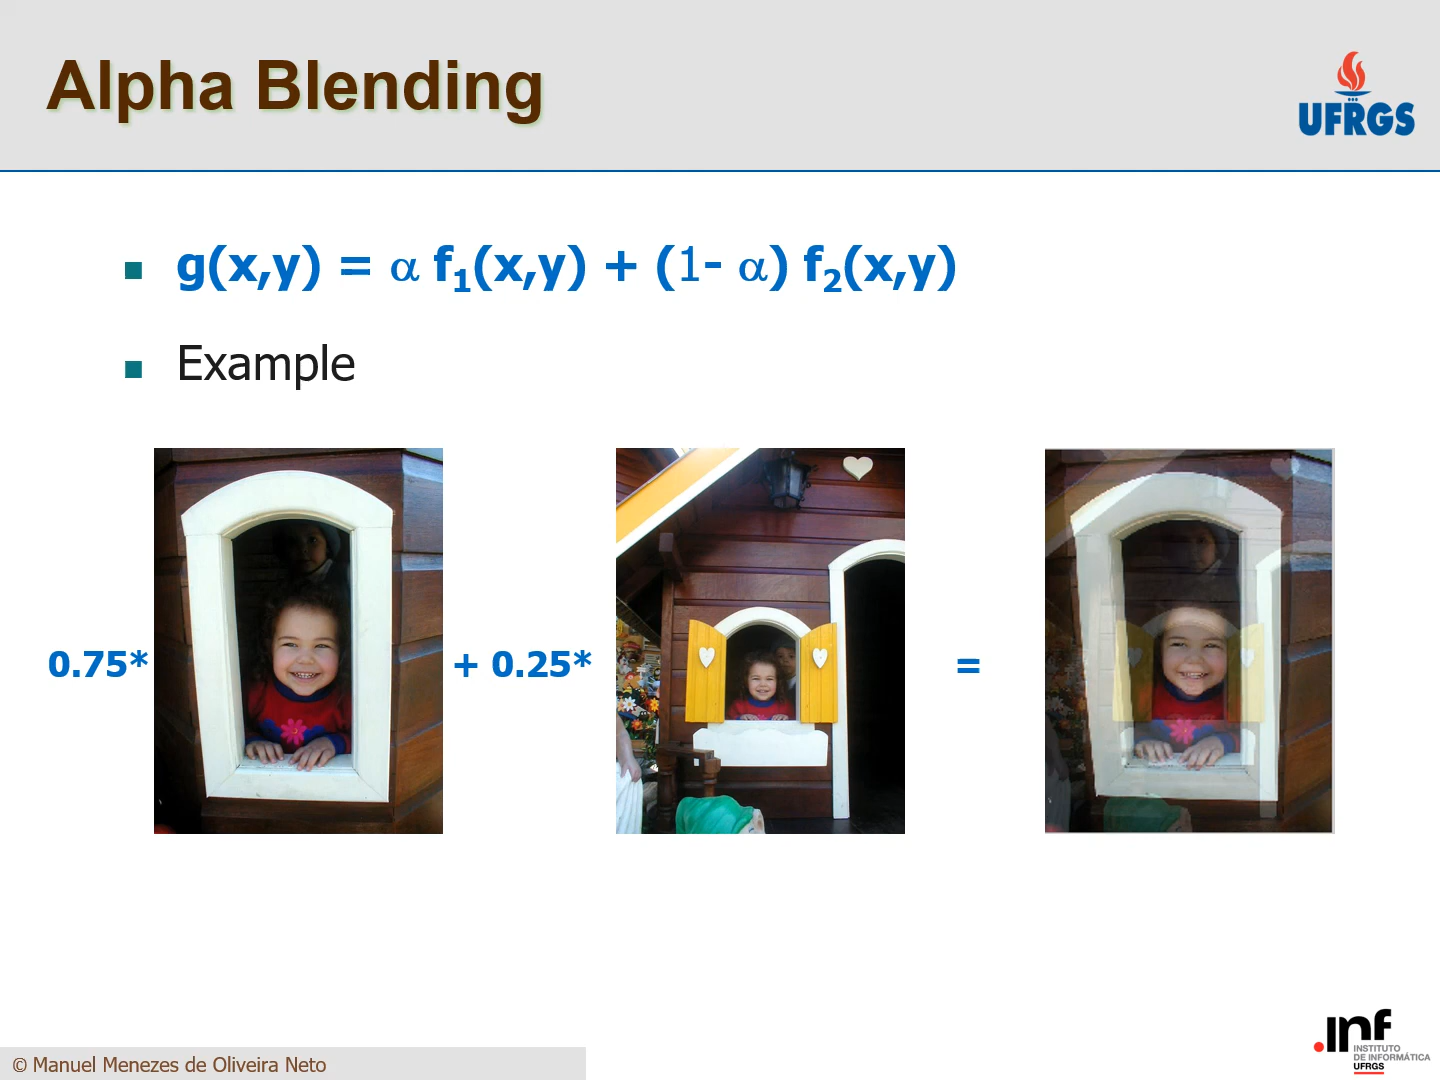 Alpha Blending
UFRGS
g(x,y) = α f₁(x,y) + (1- α) f₂(x,y)
Example
0.75*
+ 0.25*
=
.inf
INSTITUTO
DE INFORMÁTICA
UFRGS
© Manuel Menezes de Oliveira Neto